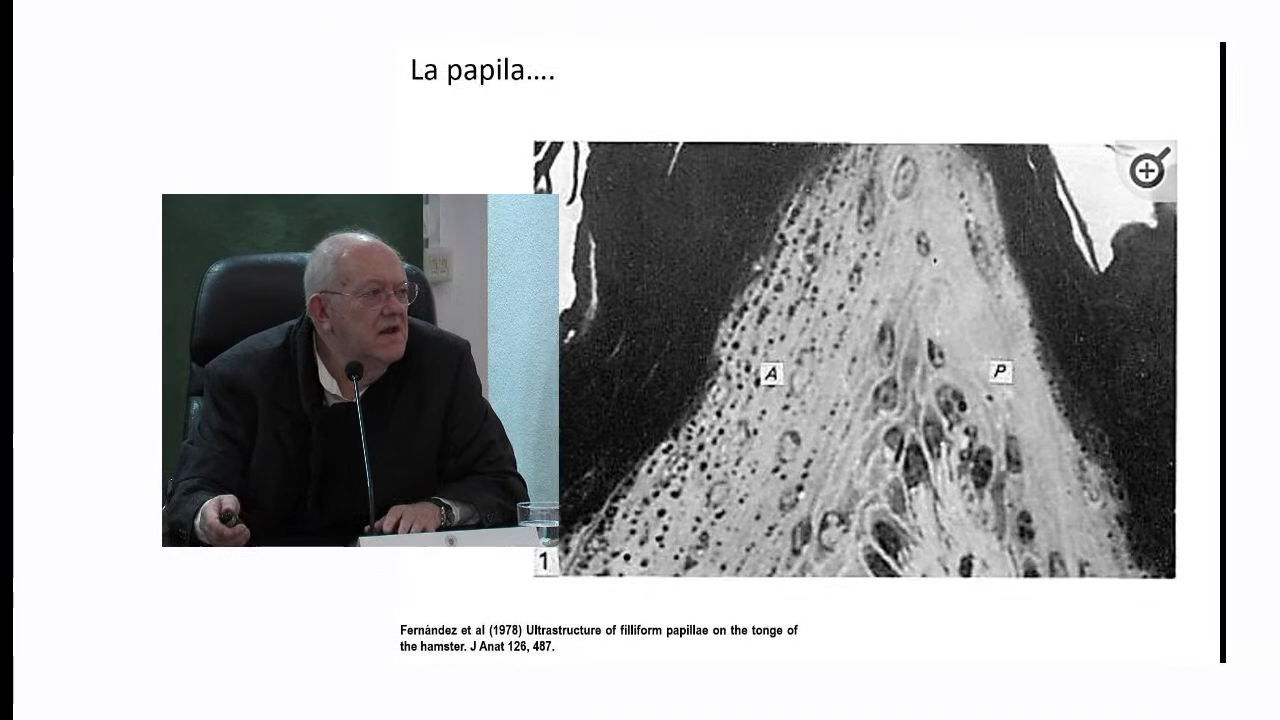 La papila....
A
P
1
Fernández et al (1978) Ultrastructure of filliform papillae on the tonge of
the hamster. J Anat 126, 487.